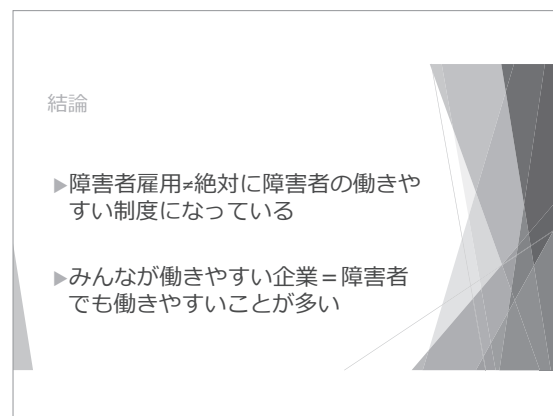 結論
▶障害者雇用≠絶対に障害者の働きや
すい制度になっている
▶みんなが働きやすい企業＝障害者
でも働きやすいことが多い